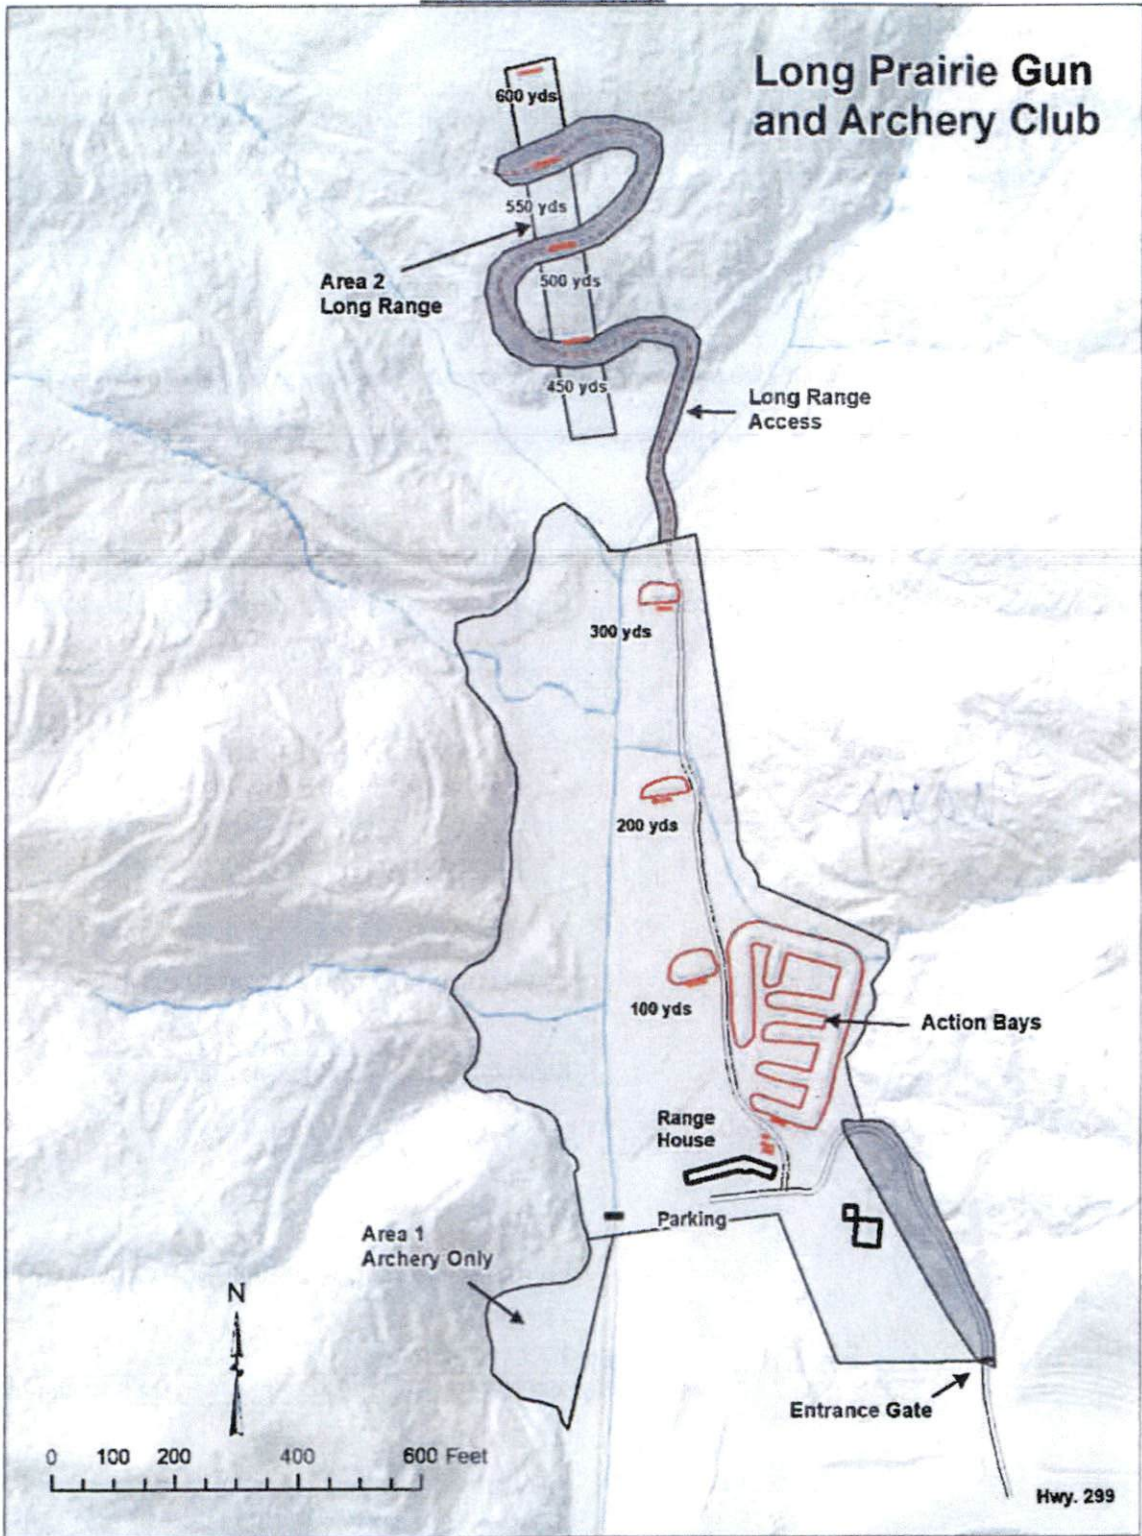 Long Prairie Gun
and Archery Club
600 yds
550 yds
Area 2
Long Range
500 yds
450 yds
Long Range
Access
300 yds
200 yds
100 yds
Action Bays
Range
House
Parking
Area 1
Archery Only
N
Entrance Gate
0 100 200 400 600 Feet
Hwy. 299